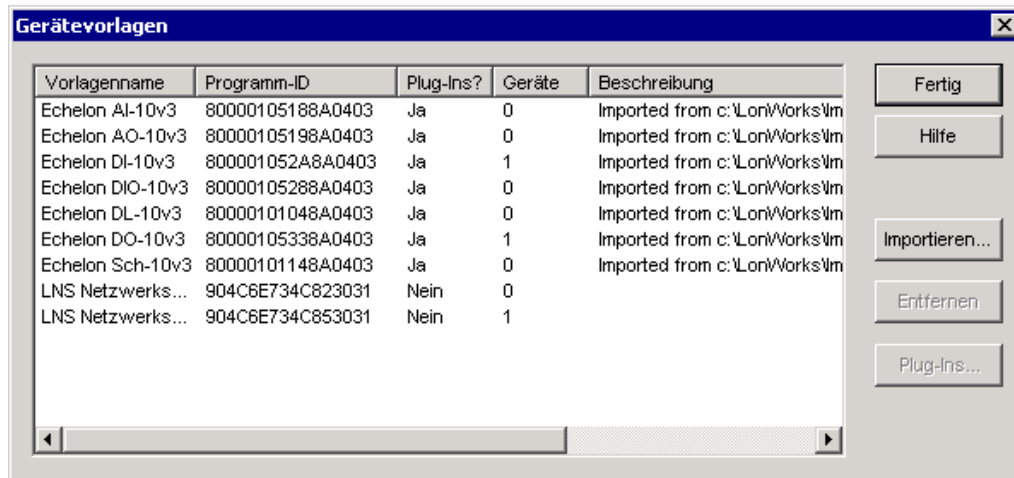 Gerätevorlagen
Vorlagenname Programm-ID Plug-Ins? Geräte Beschreibung
Echelon AI-10v3 80000105188A0403 Ja 0 Imported from c:\LonWorks\Im
Echelon AO-10v3 80000105198A0403 Ja 0 Imported from c:\LonWorks\Im
Echelon DI-10v3 800001052A8A0403 Ja 1 Imported from c:\LonWorks\Im
Echelon DIO-10v3 80000105288A0403 Ja 0 Imported from c:\LonWorks\Im
Echelon DL-10v3 80000101048A0403 Ja 0 Imported from c:\LonWorks\Im
Echelon DO-10v3 80000105338A0403 Ja 1 Imported from c:\LonWorks\Im
Echelon Sch-10v3 80000101148A0403 Ja 0 Imported from c:\LonWorks\Im
LNS Netzwerks... 904C6E734C823031 Nein 0
LNS Netzwerks... 904C6E734C853031 Nein 1
Fertig
Hilfe
Importieren...
Entfernen
Plug-Ins...